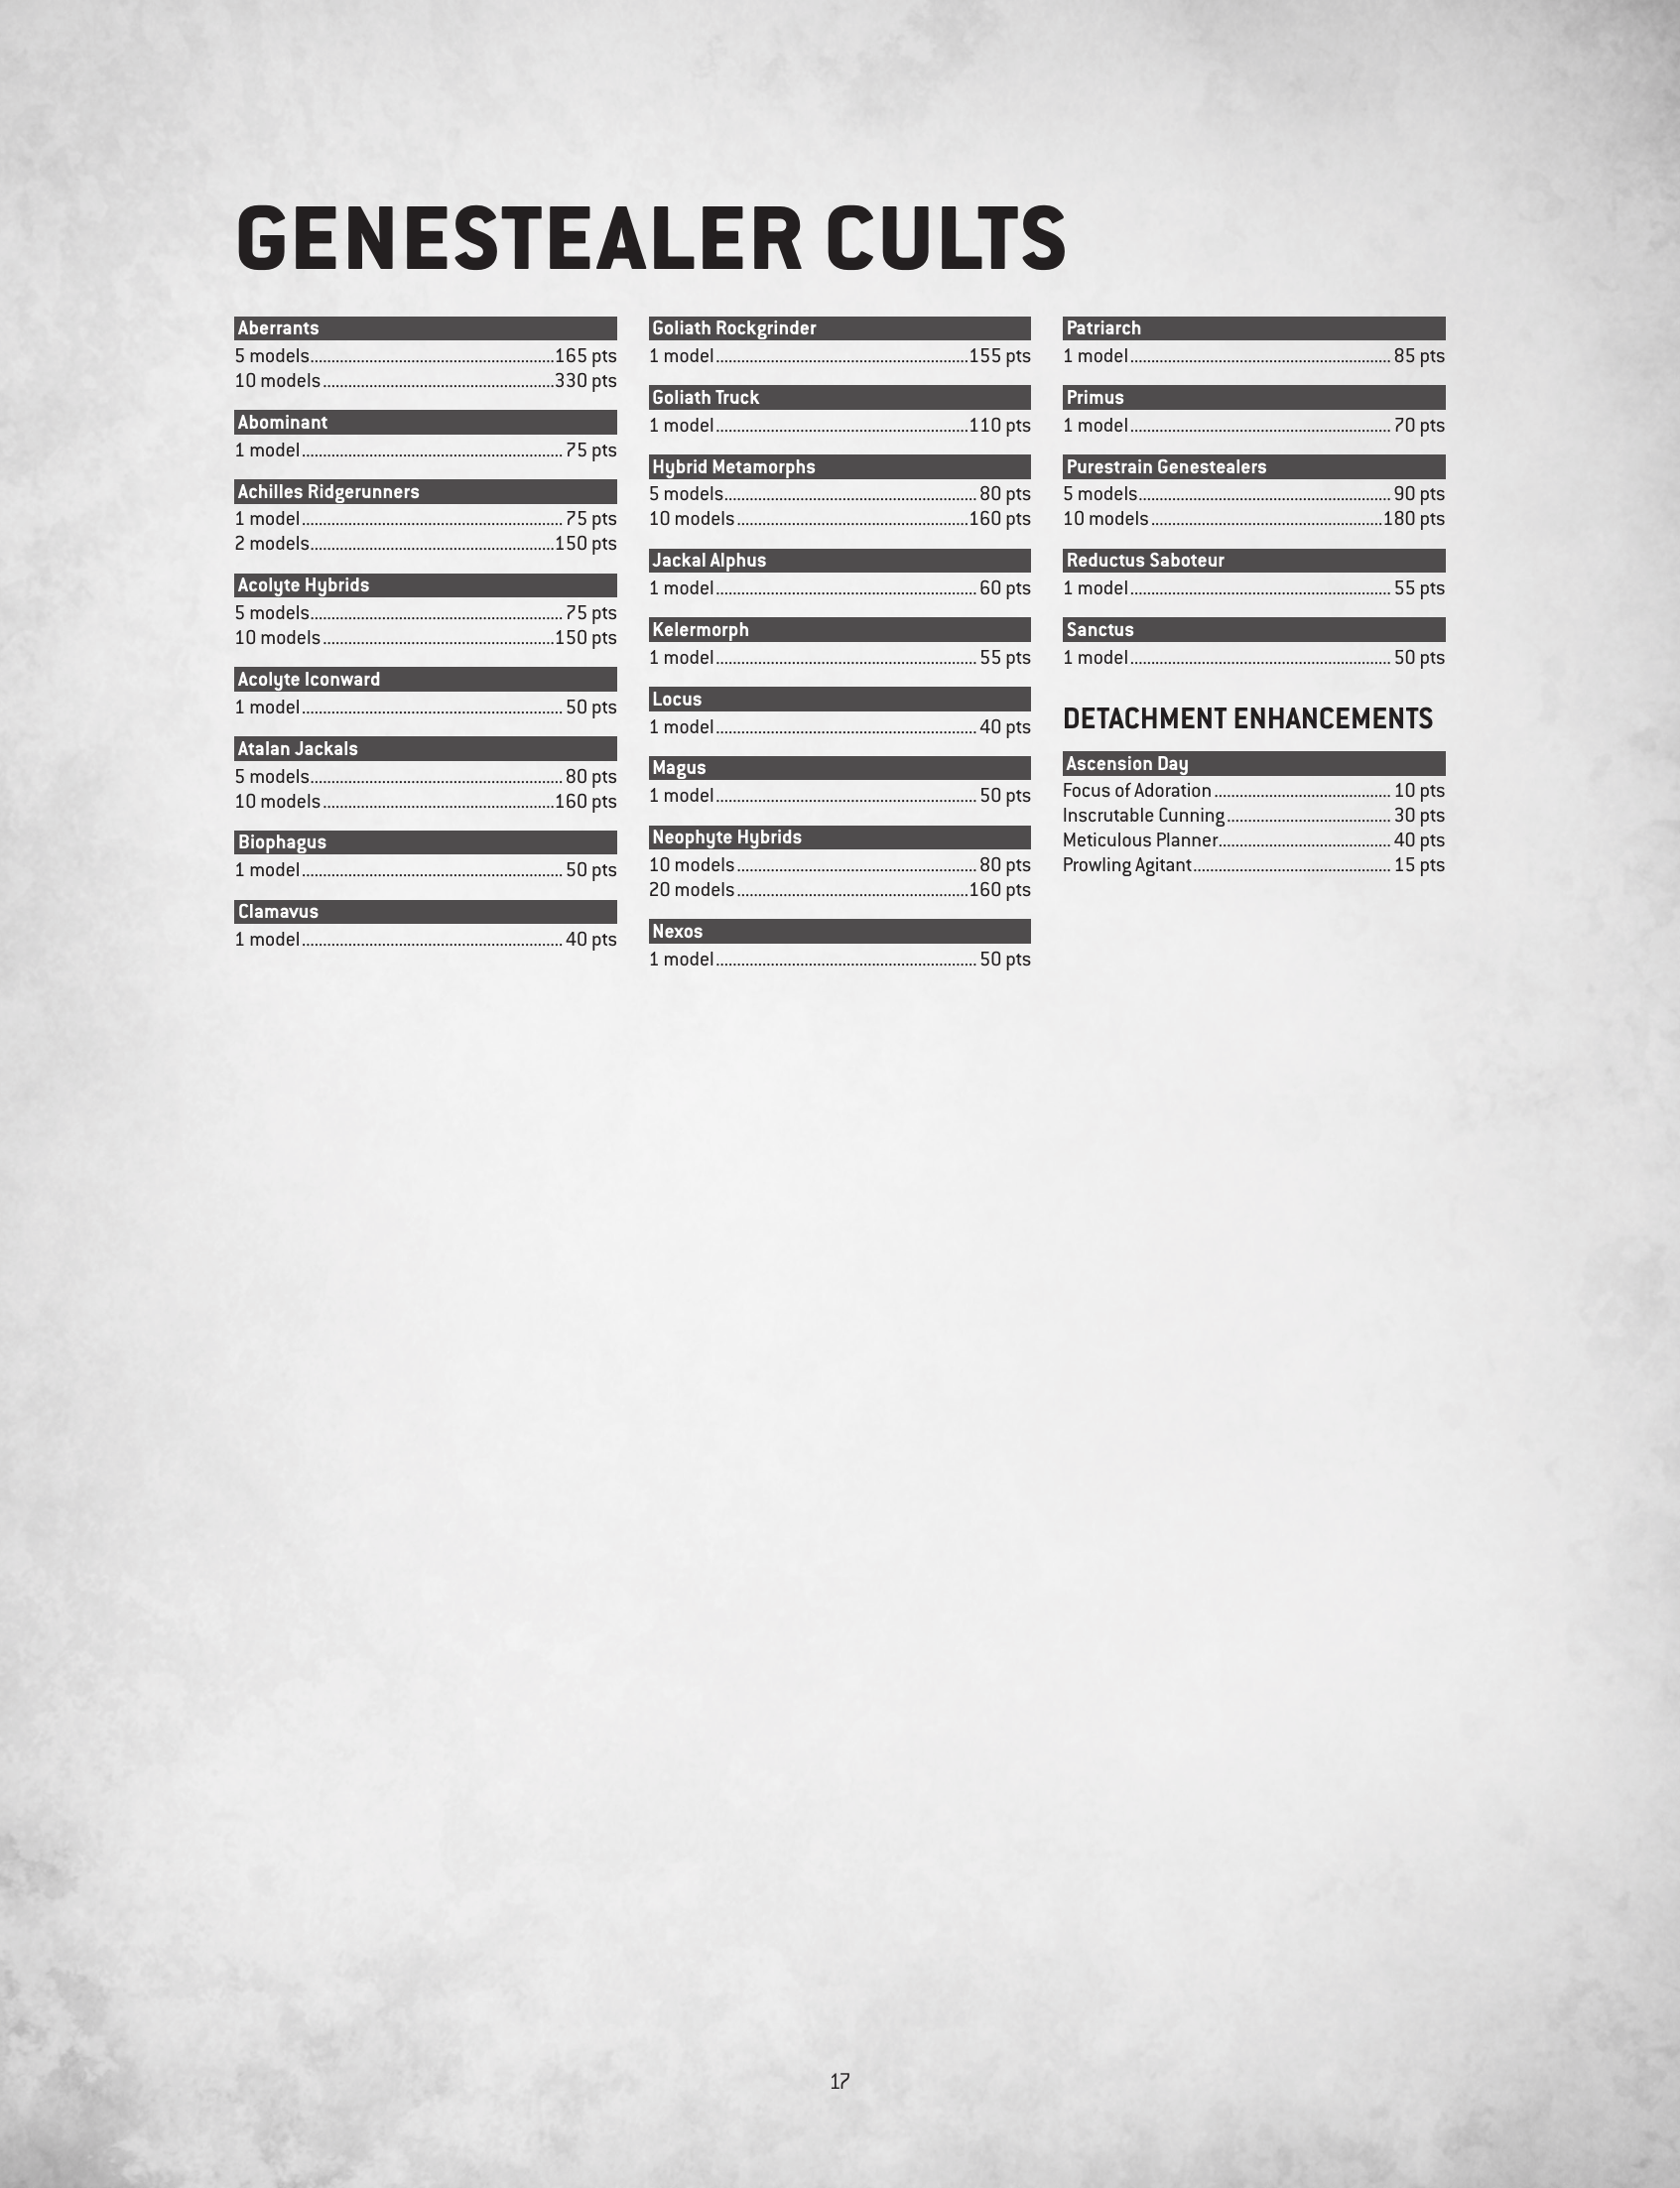 GENESTEALER CULTS
Aberrants
5 models..........................................................165 pts
10 models.......................................................330 pts
Abominant
1 model.............................................................. 75 pts
Achilles Ridgerunners
1 model.............................................................. 75 pts
2 models..........................................................150 pts
Acolyte Hybrids
5 models............................................................ 75 pts
10 models.......................................................150 pts
Acolyte Iconward
1 model.............................................................. 50 pts
Atalan Jackals
5 models............................................................ 80 pts
10 models.......................................................160 pts
Biophagus
1 model.............................................................. 50 pts
Clamavus
1 model.............................................................. 40 pts
Goliath Rockgrinder
1 model............................................................155 pts
Goliath Truck
1 model............................................................110 pts
Hybrid Metamorphs
5 models............................................................ 80 pts
10 models.......................................................160 pts
Jackal Alphus
1 model.............................................................. 60 pts
Kelermorph
1 model.............................................................. 55 pts
Locus
1 model.............................................................. 40 pts
Magus
1 model.............................................................. 50 pts
Neophyte Hybrids
10 models......................................................... 80 pts
20 models.......................................................160 pts
Nexos
1 model.............................................................. 50 pts
Patriarch
1 model.............................................................. 85 pts
Primus
1 model.............................................................. 70 pts
Purestrain Genestealers
5 models............................................................ 90 pts
10 models.......................................................180 pts
Reductus Saboteur
1 model.............................................................. 55 pts
Sanctus
1 model.............................................................. 50 pts
DETACHMENT ENHANCEMENTS
Ascension Day
Focus of Adoration.......................................... 10 pts
Inscrutable Cunning....................................... 30 pts
Meticulous Planner......................................... 40 pts
Prowling Agitant............................................... 15 pts
17